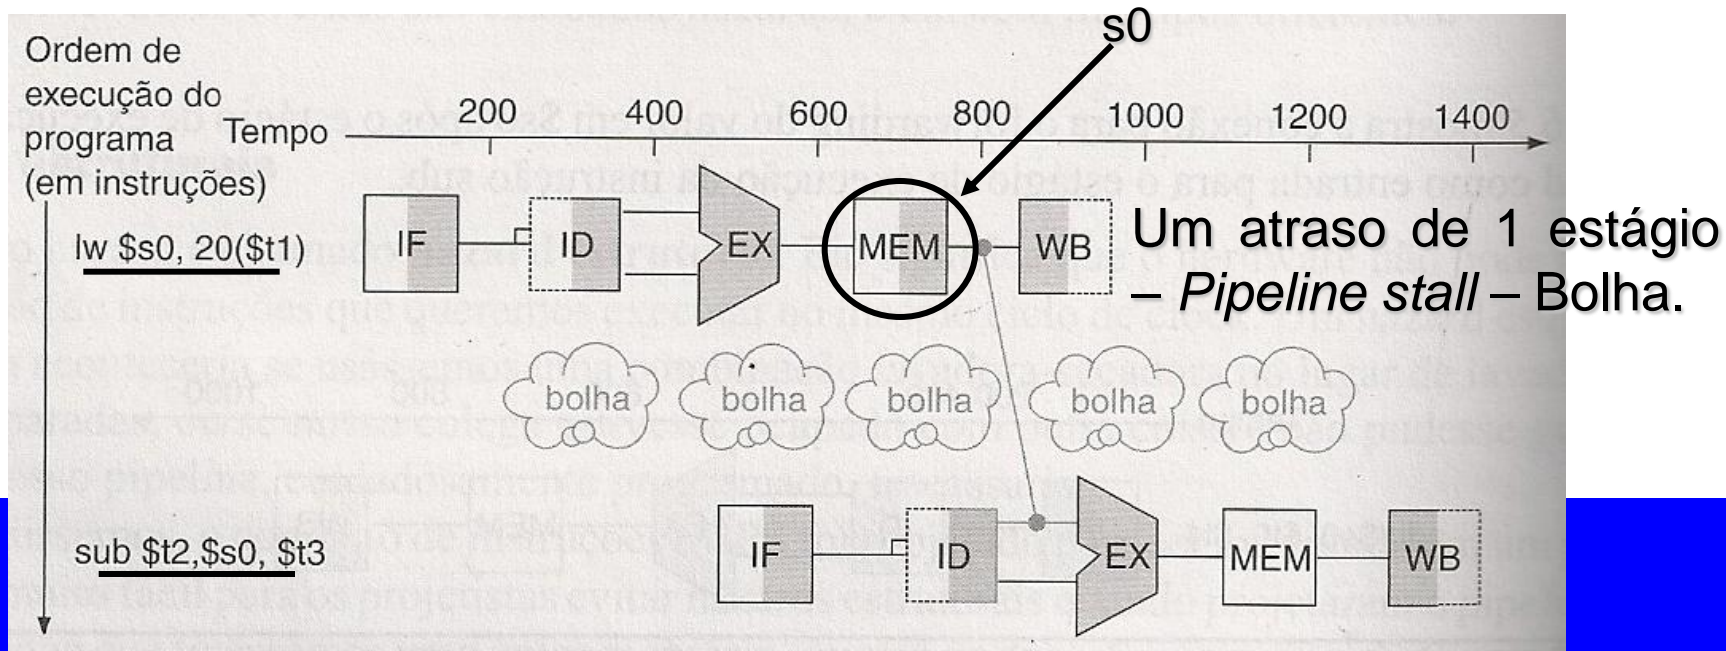 s0
Ordem de
execução do
programa
(em instruções)
Tempo
200 400 600 800 1000 1200 1400
lw $s0, 20($t1)
IF ID EX MEM WB
Um atraso de 1 estágio
– Pipeline stall – Bolha.
bolha bolha bolha bolha bolha
sub $t2,$s0, $t3
IF ID EX MEM WB